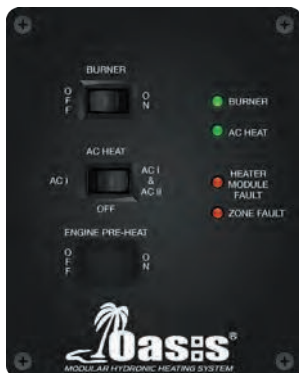 BURNER
OFF
ON
BURNER
AC HEAT
AC HEAT
AC I
AC I
&
AC II
OFF
HEATER
MODULE
FAULT
ZONE FAULT
ENGINE PRE-HEAT
OFF
ON
Oasis®
MODULAR HYDRONIC HEATING SYSTEM